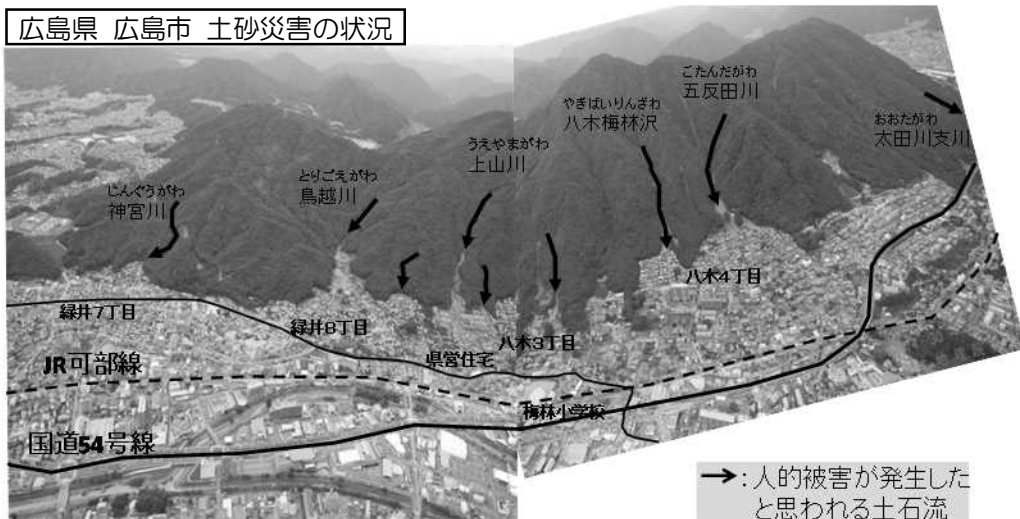 広島県 広島市 土砂災害の状況
ごたんだがわ
五反田川
やぎばいりんざわ
八木梅林沢
おおたがわ
太田川支川
うえやまがわ
上山川
とりごえがわ
鳥越川
じんぐうがわ
神宮川
八木4丁目
緑井7丁目
緑井8丁目
八木3丁目
県営住宅
JR可部線
梅林小学校
国道54号線
→:人的被害が発生した
と思われる土石流